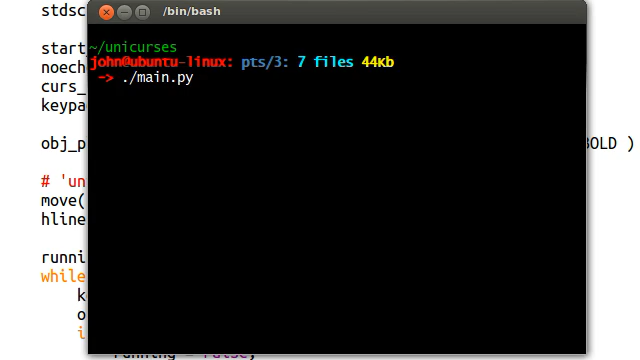 stdsc
/bin/bash
start
noech
curs_
keypa
obj_p
BOLD )
# 'un
move(
hline
runni
while
k
o
i
~/unicurses
john@ubuntu-linux: pts/3: 7 files 44Kb
-> ./main.py